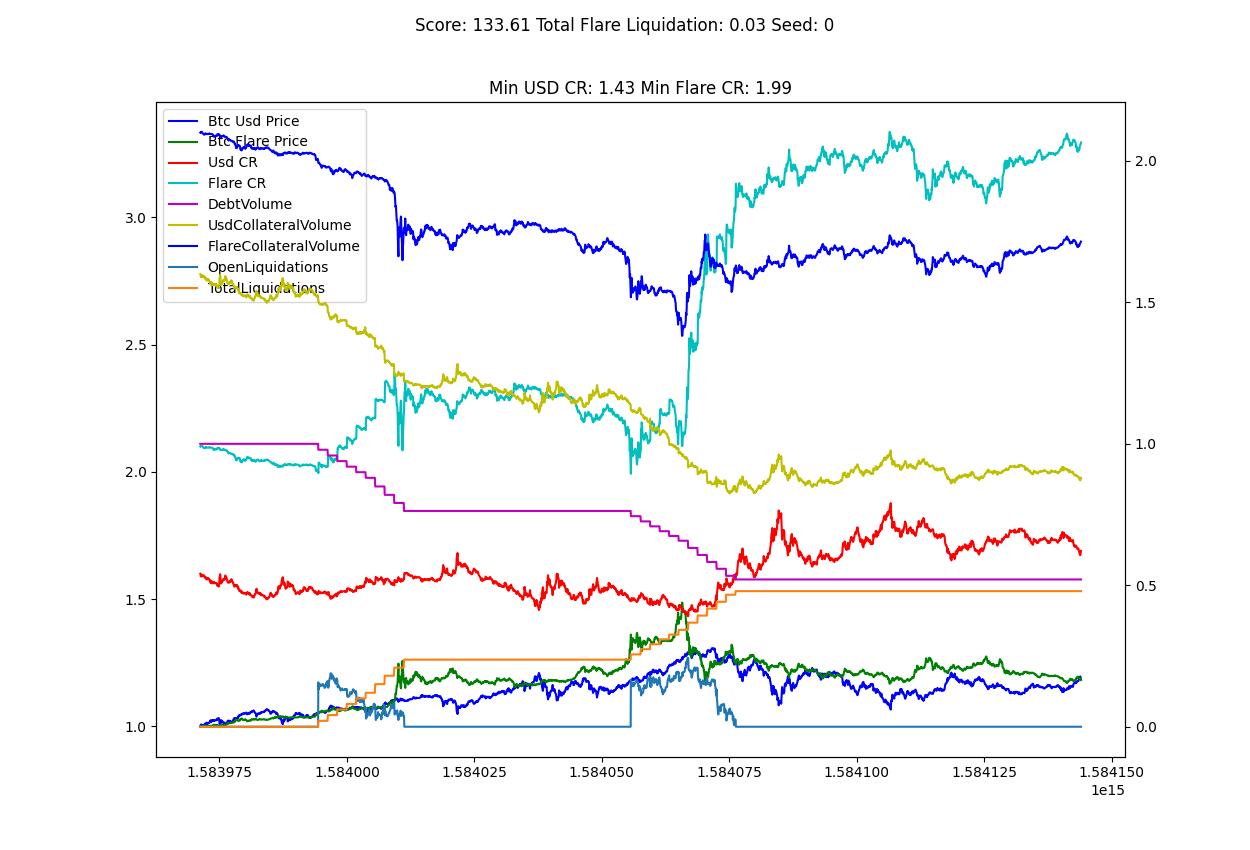 Score: 133.61 Total Flare Liquidation: 0.03 Seed: 0
Min USD CR: 1.43 Min Flare CR: 1.99
Btc Usd Price
Btc Flare Price
Usd CR
Flare CR
DebtVolume
UsdCollateralVolume
FlareCollateralVolume
OpenLiquidations
TotalLiquidations
3.0
2.5
2.0
1.5
1.0
2.0
1.5
1.0
0.5
0.0
1.583975 1.584000 1.584025 1.584050 1.584075 1.584100 1.584125 1.584150
1e15